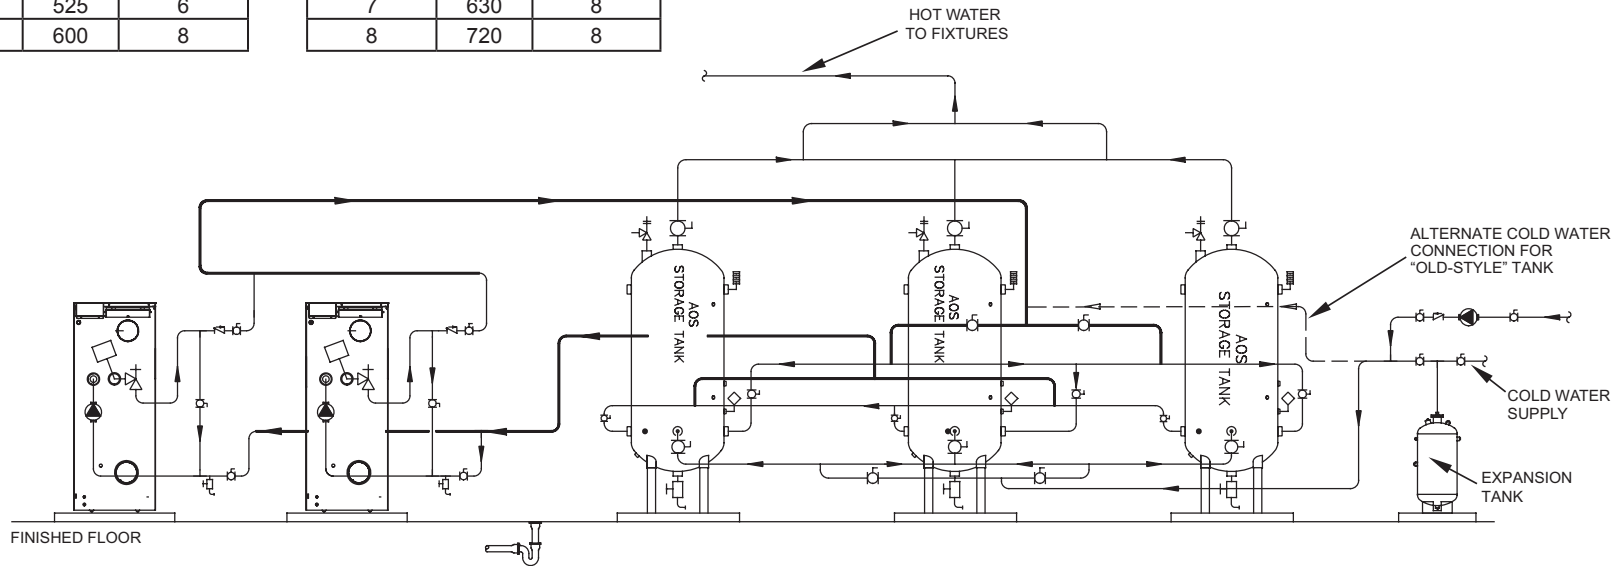 525 6
7 630 8
600 8
8 720 8
HOT WATER
TO FIXTURES
ALTERNATE COLD WATER
CONNECTION FOR
“OLD-STYLE” TANK
AOS
STORAGE TANK
AOS
STORAGE TANK
AOS
STORAGE TANK
COLD WATER
SUPPLY
EXPANSION
TANK
FINISHED FLOOR